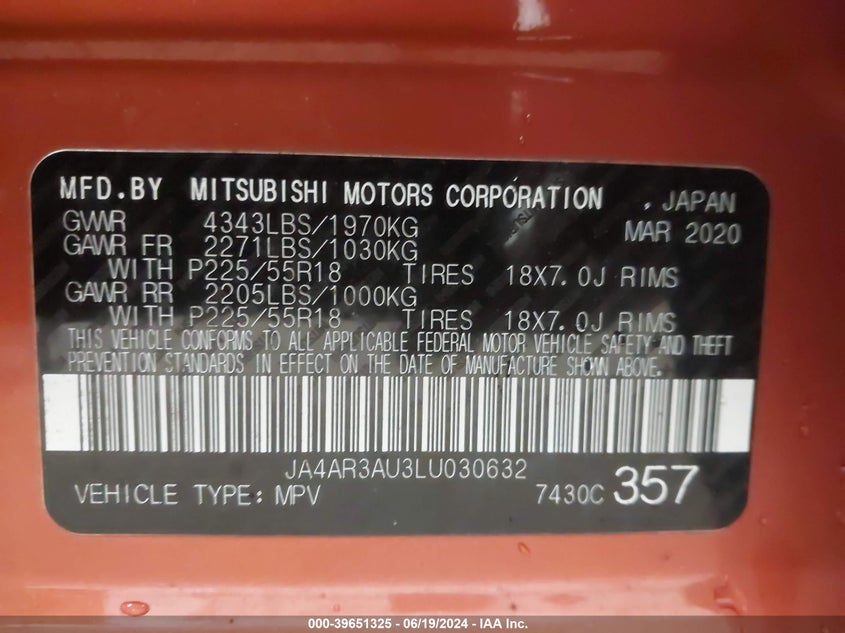 MFD.BY MITSUBISHI MOTORS CORPORATION , JAPAN
GWVR 4343LBS/1970KG MAR 2020
GAWR FR 2271LBS/1030KG
WITH P225/55R18 TIRES 18X7.0J RIMS
GAWR RR 2205LBS/1000KG
WITH P225/55R18 TIRES 18X7.0J RIMS
THIS VEHICLE CONFORMS TO ALL APPLICABLE FEDERAL MOTOR VEHICLE SAFETY AND THEFT
PREVENTION STANDARDS IN EFFECT ON THE DATE OF MANUFACTURE SHOWN ABOVE.
JA4AR3AU3LU030632
VEHICLE TYPE: MPV 7430C 357
000-39651325 - 06/19/2024 - IAA Inc.